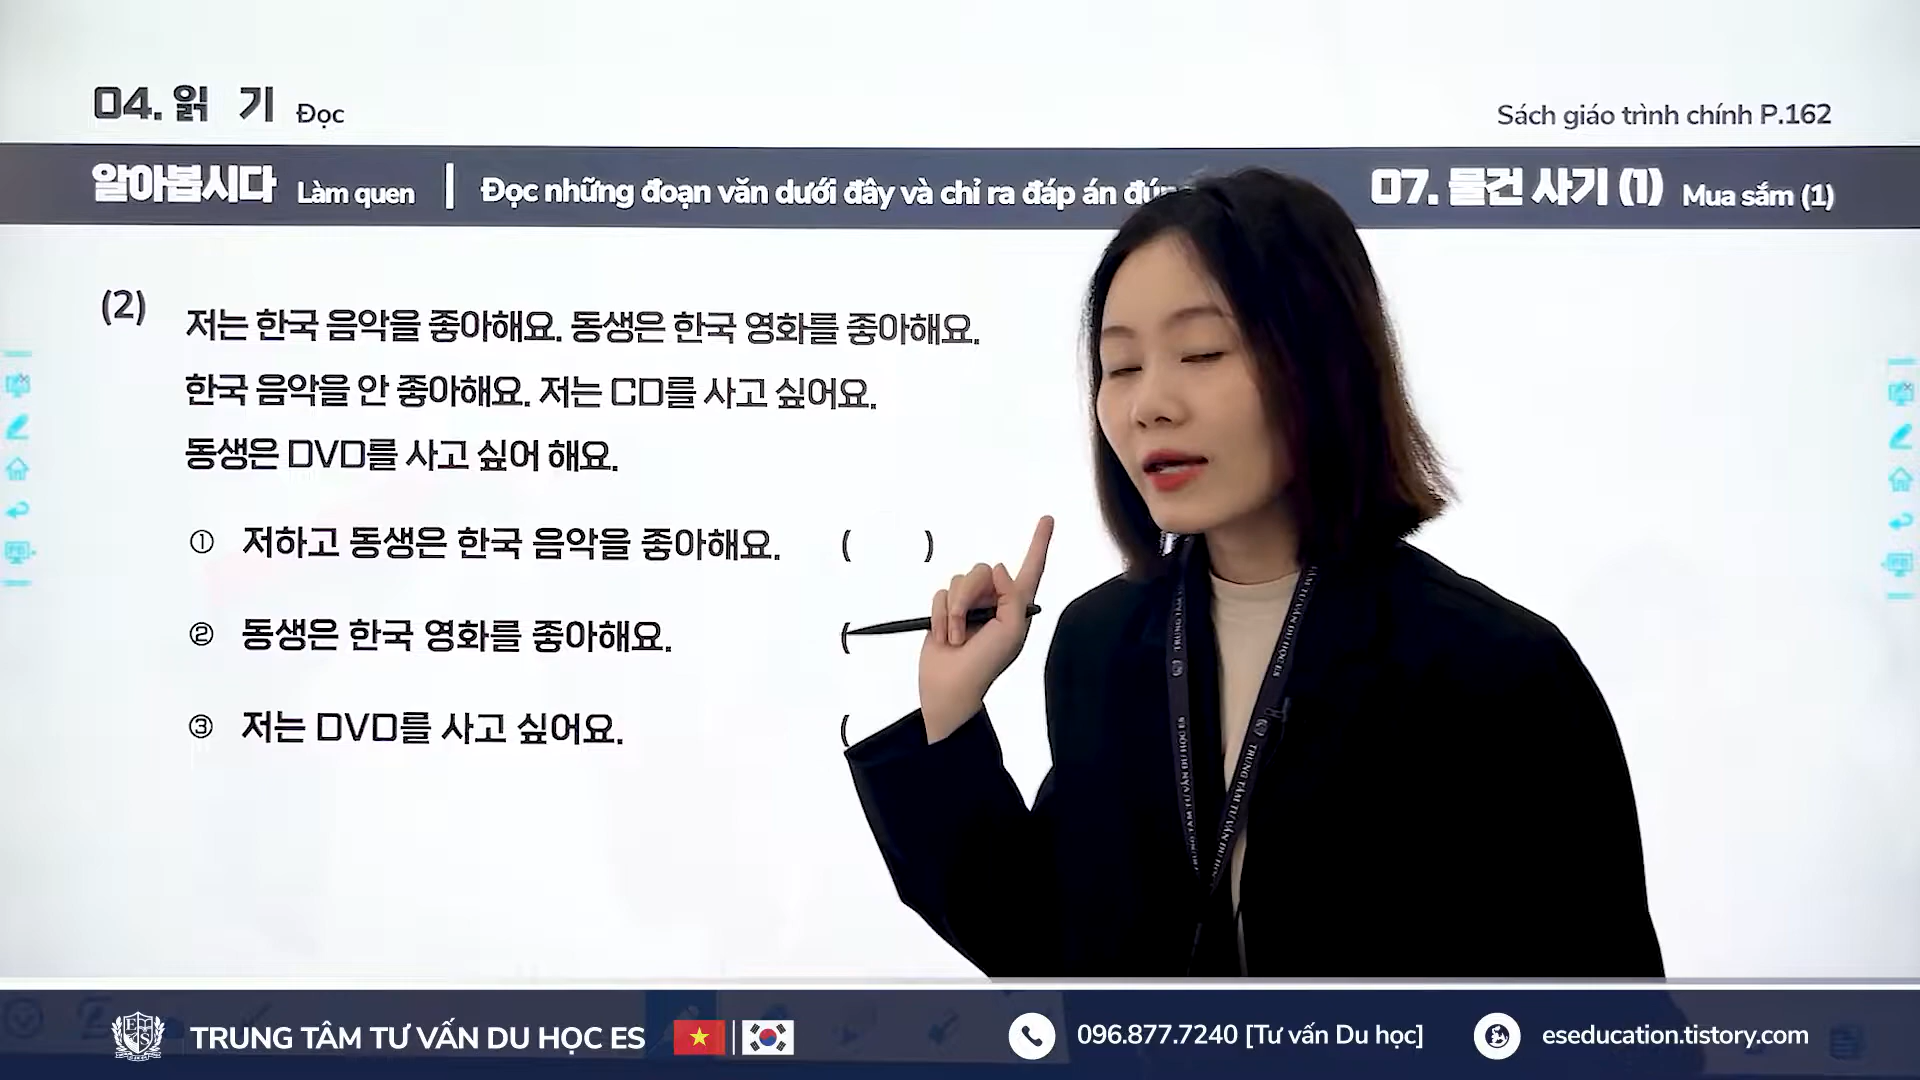 04. 읽 기 Đọc
Sách giáo trình chính P.162
알아봅시다 Làm quen
Đọc những đoạn văn dưới đây và chỉ ra đáp án
07. 물건 사기 (1) Mua sắm (1)
(2)
저는 한국 음악을 좋아해요. 동생은 한국 영화를 좋아해요.
한국 음악을 안 좋아해요. 저는 CD를 사고 싶어요.
동생은 DVD를 사고 싶어 해요.
① 저하고 동생은 한국 음악을 좋아해요. ( )
② 동생은 한국 영화를 좋아해요. (
③ 저는 DVD를 사고 싶어요. (
TRUNG TÂM TƯ VẤN DU HỌC ES
096.877.7240 [Tư vấn Du học]
eseducation.tistory.com